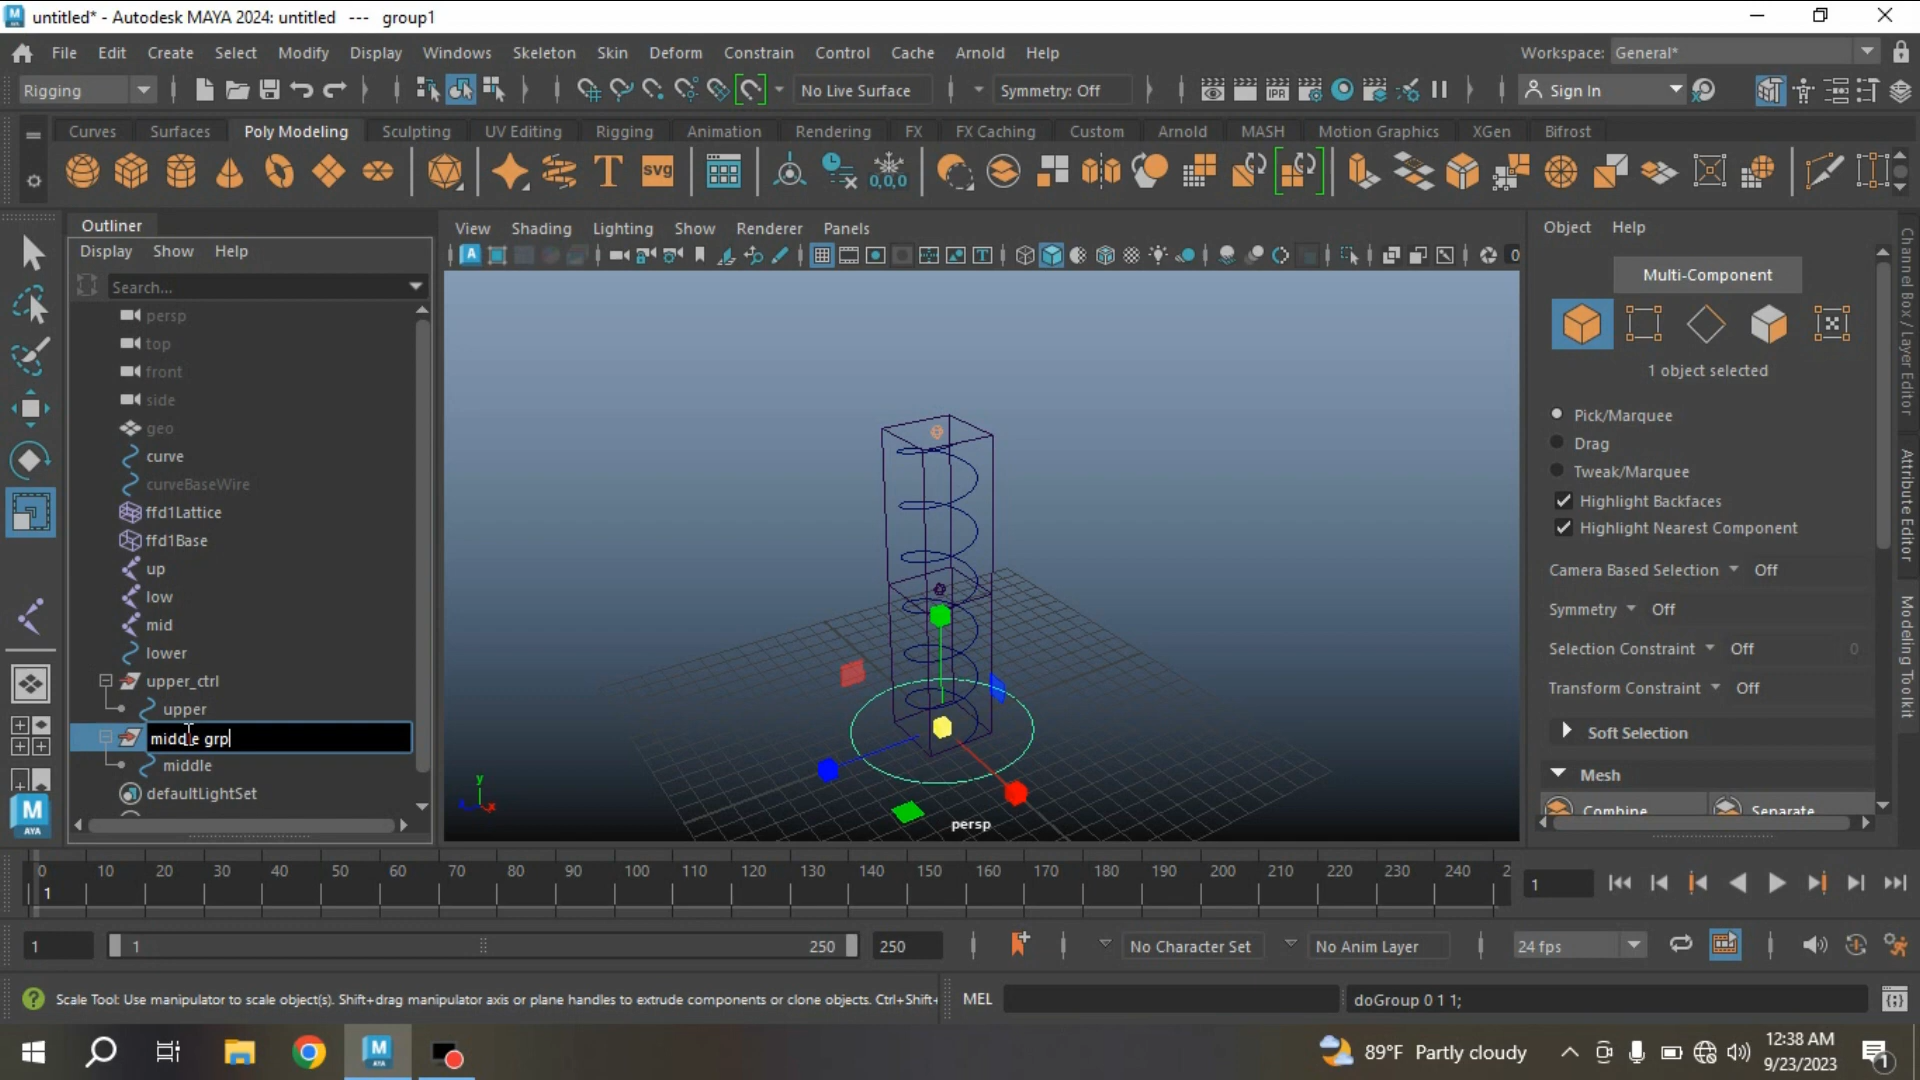 untitled* - Autodesk MAYA 2024: untitled --- group1
File Edit Create Select Modify Display Windows Skeleton Skin Deform Constrain Control Cache Arnold Help
Workspace: General*
Rigging
No Live Surface
Symmetry: Off
Sign In
Curves Surfaces Poly Modeling Sculpting UV Editing Rigging Animation Rendering FX FX Caching Custom Arnold MASH Motion Graphics XGen Bifrost
T
SVG
0,0,0
Outliner
Display Show Help
Search...
persp
top
front
side
geo
curve
curveBaseWire
ffd1Lattice
ffd1Base
up
low
mid
lower
upper_ctrl
upper
middle grp
middle
defaultLightSet
View Shading Lighting Show Renderer Panels
IPR
0
y
x
persp
Object Help
Multi-Component
1 object selected
Pick/Marquee
Drag
Tweak/Marquee
Highlight Backfaces
Highlight Nearest Component
Camera Based Selection Off
Symmetry Off
Selection Constraint Off 0
Transform Constraint Off
Soft Selection
Mesh
Combine Separate
Channel Box / Layer Editor
Attribute Editor
Modeling Toolkit
M
AYA
0 10 20 30 40 50 60 70 80 90 100 110 120 130 140 150 160 170 180 190 200 210 220 230 240 2
1
1
1
1
250
250
No Character Set
No Anim Layer
24 fps
Scale Tool: Use manipulator to scale object(s). Shift+drag manipulator axis or plane handles to extrude components or clone objects. Ctrl+Shift+
MEL
doGroup 0 1 1;
89°F Partly cloudy
12:38 AM
9/23/2023
1